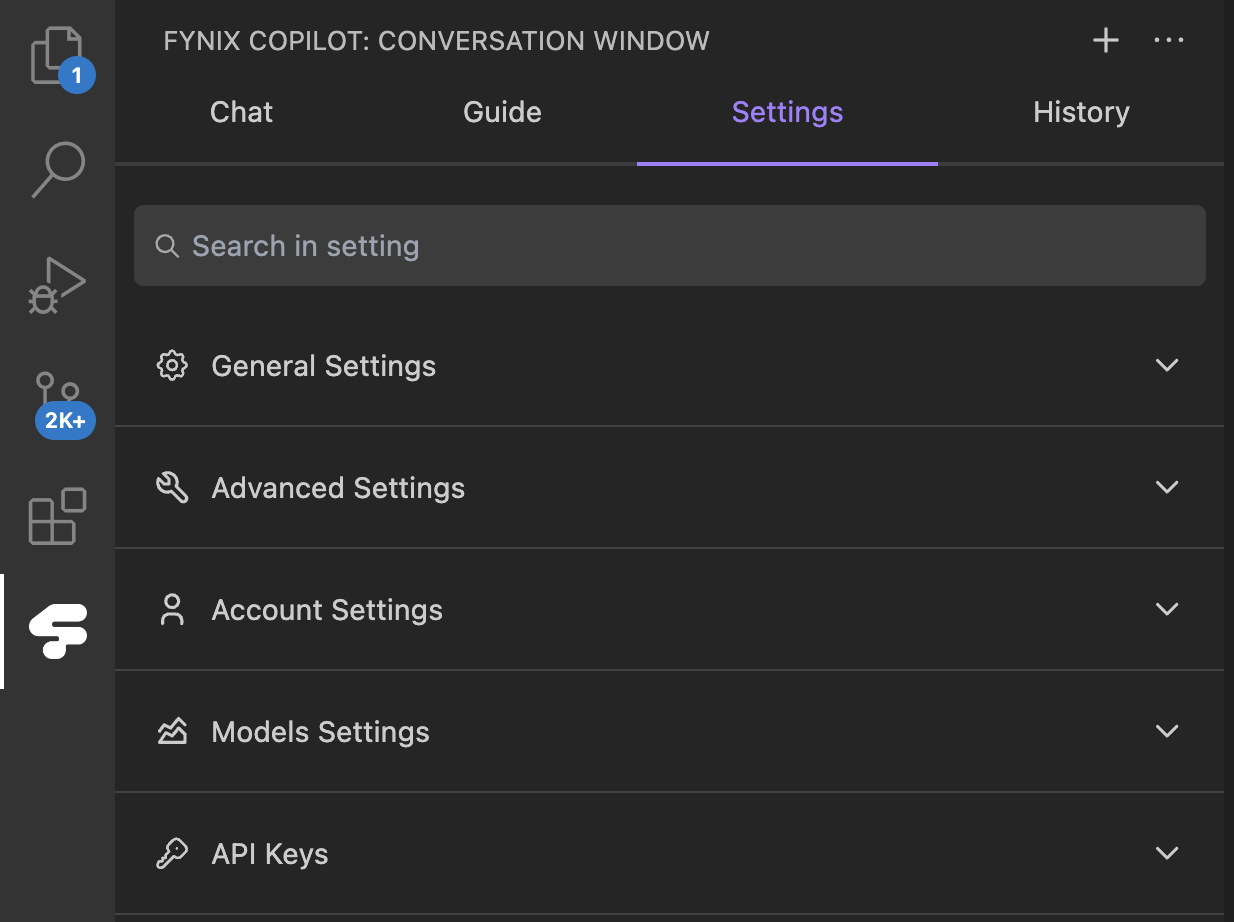 FYNIX COPILOT: CONVERSATION WINDOW
1
Chat Guide Settings History
Search in setting
General Settings
2K+
Advanced Settings
Account Settings
Models Settings
API Keys